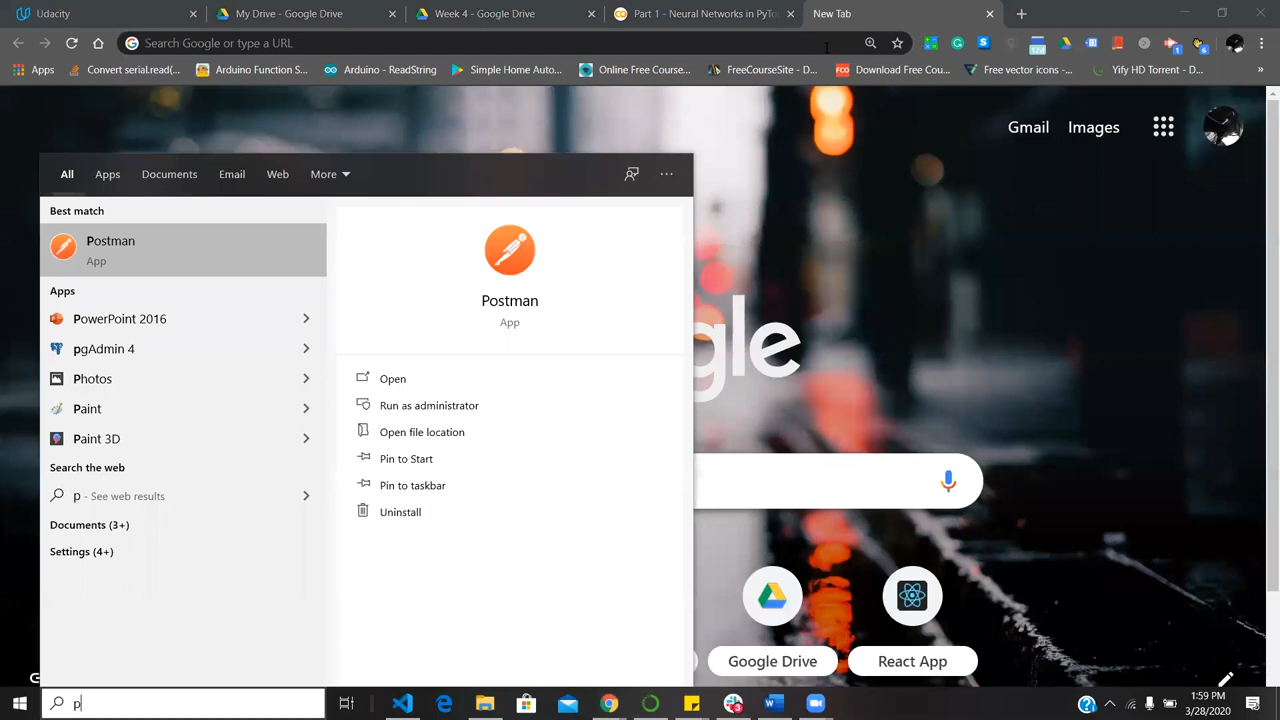 Udacity
My Drive - Google Drive
Week 4 - Google Drive
Part 1 - Neural Networks in PyTo
New Tab
Search Google or type a URL
Apps
Convert serial.read(...
Arduino Function S...
Arduino - ReadString
Simple Home Auto...
Online Free Course...
FreeCourseSite - D...
FCO
Download Free Cou...
Free vector icons -...
Yify HD Torrent - D...
»
Gmail
Images
All
Apps
Documents
Email
Web
More
Best match
Postman
App
Apps
PowerPoint 2016
pgAdmin 4
Photos
Paint
Paint 3D
Search the web
p - See web results
Documents (3+)
Settings (4+)
Postman
App
Open
Run as administrator
Open file location
Pin to Start
Pin to taskbar
Uninstall
gle
Google Drive
React App
p
1:59 PM
3/28/2020